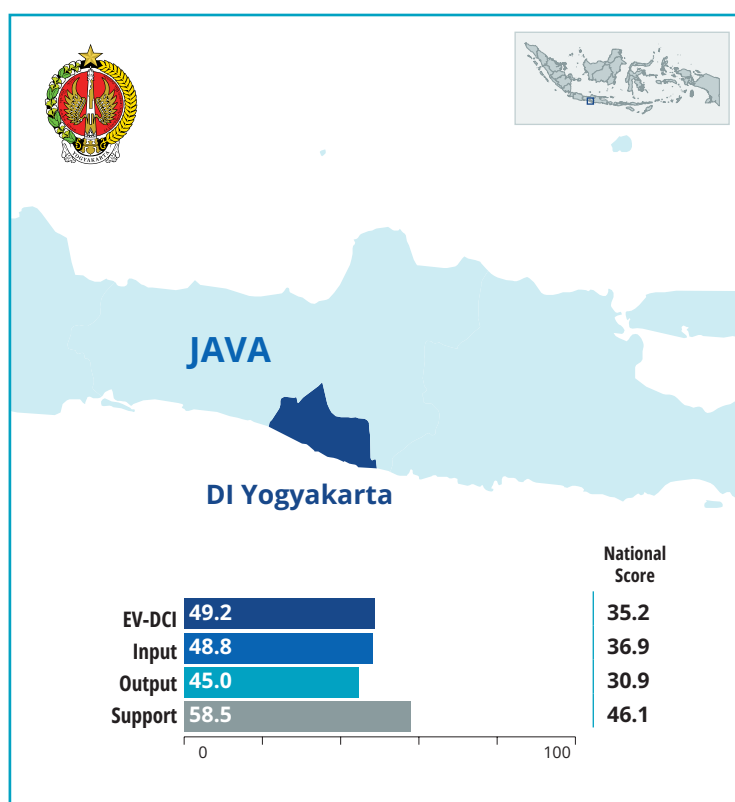 YOGYAKARTA
JAVA
DI Yogyakarta
National
Score
EV-DCI 49.2 35.2
Input 48.8 36.9
Output 45.0 30.9
Support 58.5 46.1
0 100